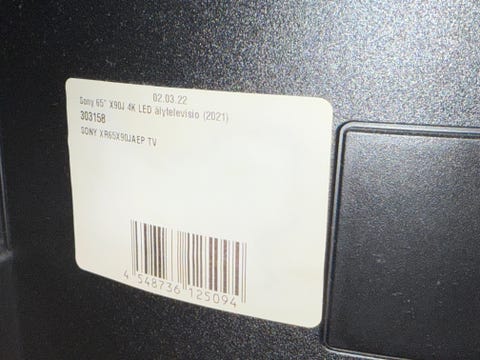 02.03.22
Sony 65" X90J 4K LED älytelevisio (2021)
303158
SONY XR65X90JAEP TV
4 548736 125094